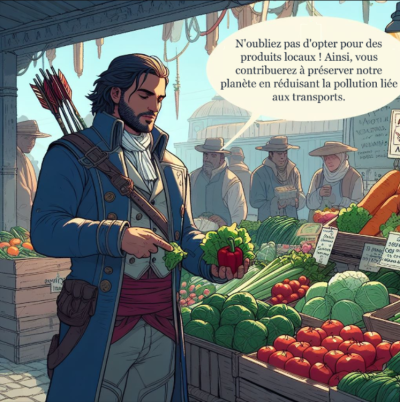 N'oubliez pas d'opter pour des
produits locaux ! Ainsi, vous
contribuerez à préserver notre
planète en réduisant la pollution liée
aux transports.